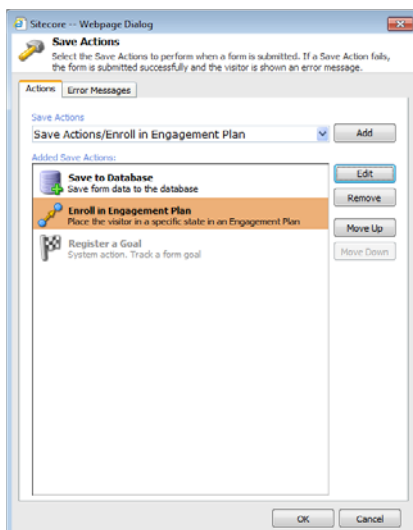 Sitecore -- Webpage Dialog
Save Actions
Select the Save Actions to perform when a form is submitted. If a Save Action fails,
the form is submitted successfully and the visitor is shown an error message.
Actions
Error Messages
Save Actions
Save Actions/Enroll in Engagement Plan
Add
Added Save Actions:
Save to Database
Save form data to the database
Edit
Remove
Enroll in Engagement Plan
Place the visitor in a specific state in an Engagement Plan
Move Up
Register a Goal
System action. Track a form goal
Move Down
OK
Cancel